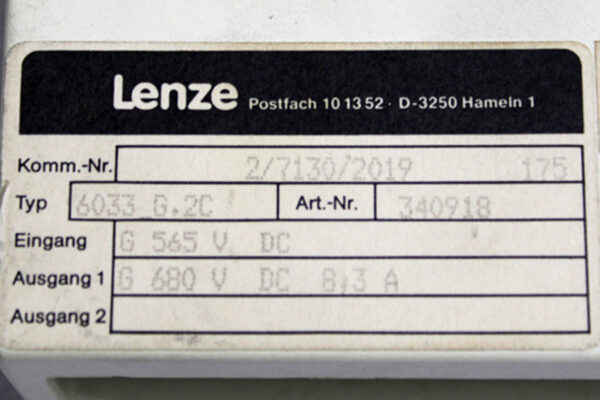 Lenze Postfach 10 13 52 · D-3250 Hameln 1
Komm.-Nr. 2/7130/2019 175
Typ 6033_G.2C Art.-Nr. 340918
Eingang G 565 V DC
Ausgang 1 G 680 V DC 8,3 A
Ausgang 2